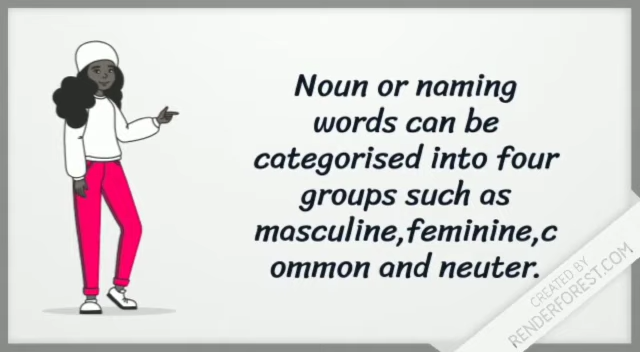 Noun or naming
words can be
categorised into four
groups such as
masculine,feminine,c
ommon and neuter.
CREATED BY
RENDERFOREST.COM